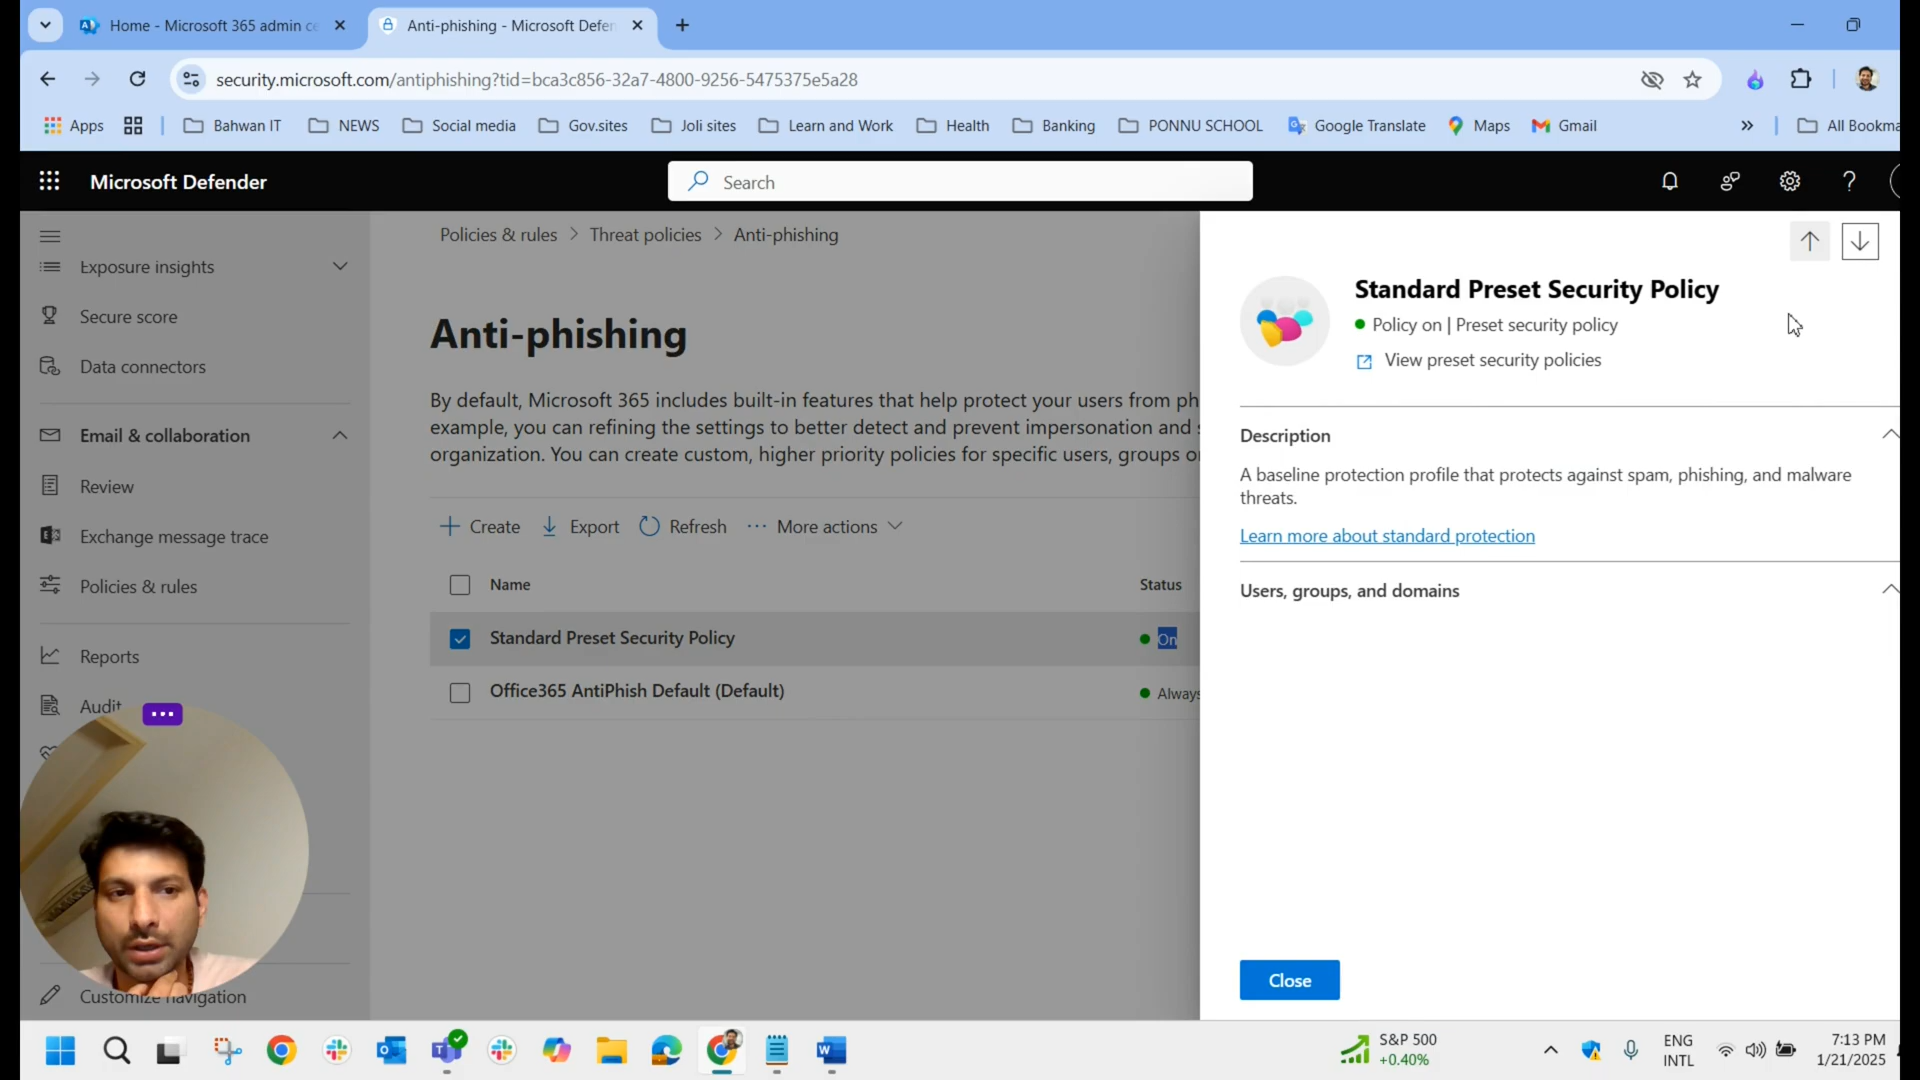 Home - Microsoft 365 admin ce
Anti-phishing - Microsoft Defen
security.microsoft.com/antiphishing?tid=bca3c856-32a7-4800-9256-5475375e5a28
Apps
Bahwan IT
NEWS
Social media
Gov.sites
Joli sites
Learn and Work
Health
Banking
PONNU SCHOOL
Google Translate
Maps
Gmail
All Bookma
Microsoft Defender
Search
Exposure insights
Secure score
Data connectors
Email & collaboration
Review
Exchange message trace
Policies & rules
Reports
Audit
Customize navigation
Policies & rules > Threat policies > Anti-phishing
Anti-phishing
By default, Microsoft 365 includes built-in features that help protect your users from ph
example, you can refining the settings to better detect and prevent impersonation and s
organization. You can create custom, higher priority policies for specific users, groups o
Create
Export
Refresh
More actions
Name
Status
Standard Preset Security Policy
On
Office365 AntiPhish Default (Default)
Always
Standard Preset Security Policy
Policy on | Preset security policy
View preset security policies
Description
A baseline protection profile that protects against spam, phishing, and malware
threats.
Learn more about standard protection
Users, groups, and domains
Close
S&P 500
+0.40%
ENG
INTL
7:13 PM
1/21/2025